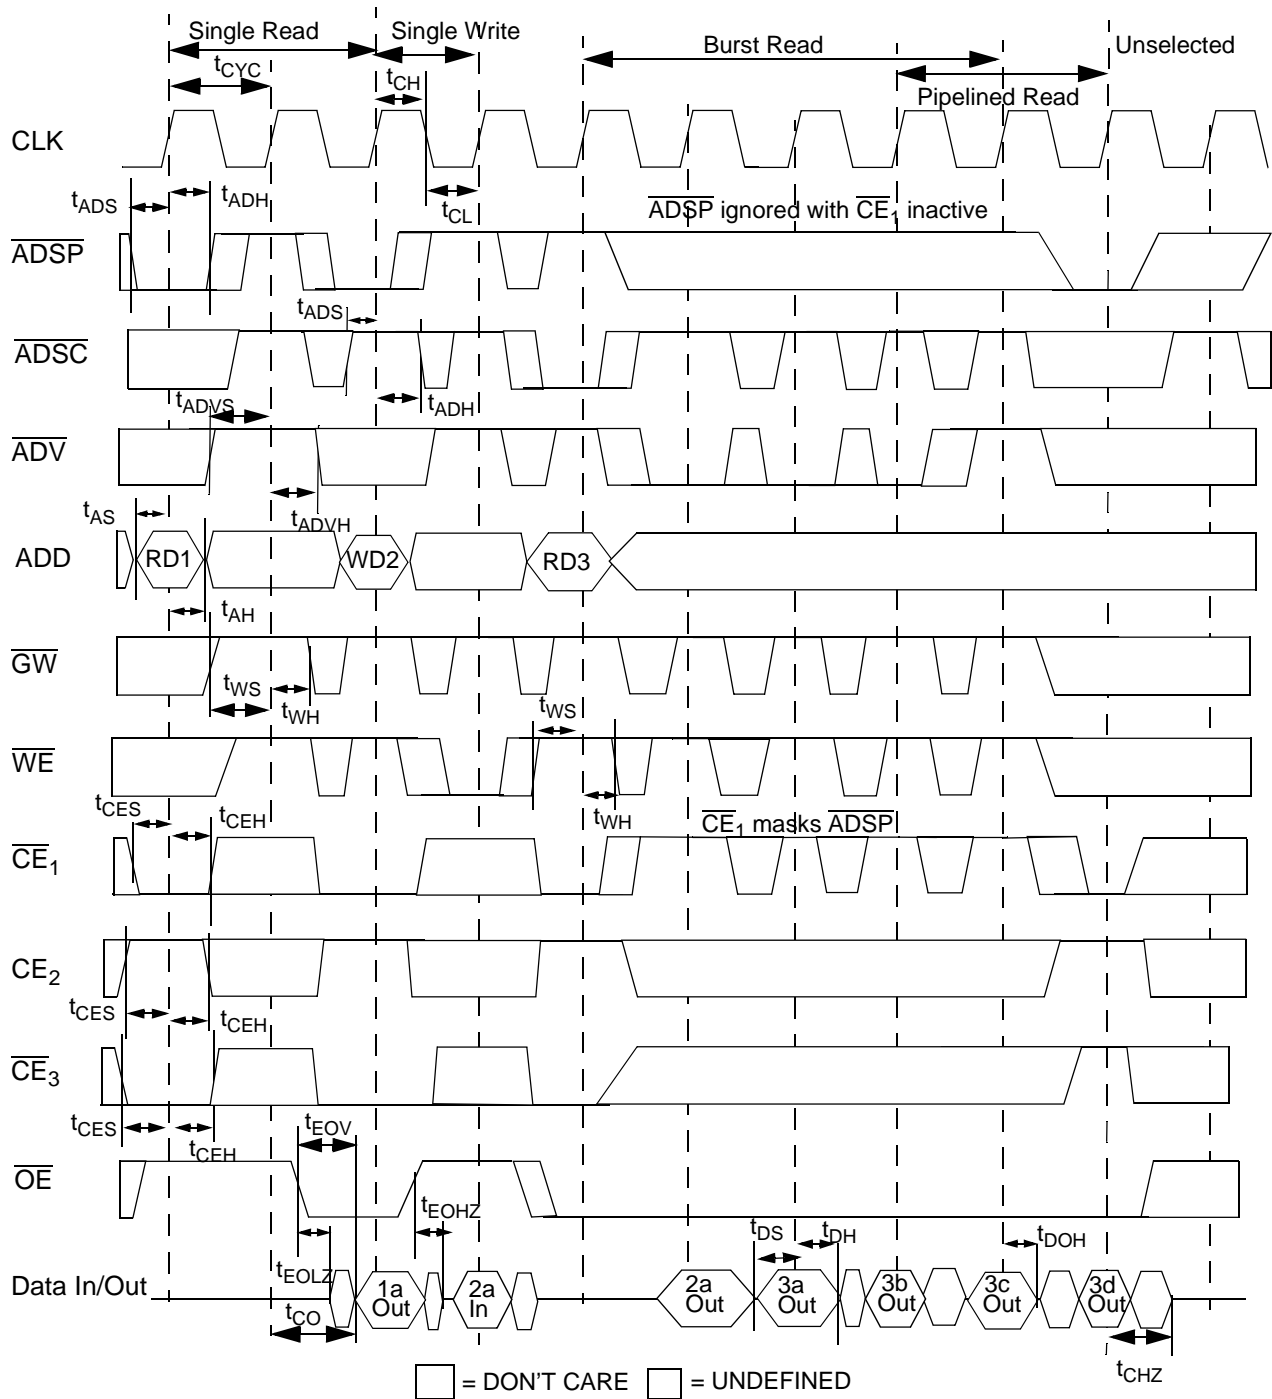 Single Read
Single Write
Burst Read
Unselected
tCYC
tCH
Pipelined Read
CLK
tADS
tADH
tCL
ADSP ignored with CE1 inactive
ADSP
tADS
ADSC
tADVS
tADH
ADV
tAS
tADVH
ADD
RD1
WD2
RD3
tAH
GW
tWS
tWH
tWS
WE
tCES
tCEH
tWH
CE1 masks ADSP
CE1
CE2
tCES
tCEH
CE3
tCES
tCEH
tEOV
OE
tEOHZ
tDS
tDH
tDOH
tEOLZ
Data In/Out
1a
Out
2a
In
2a
Out
3a
Out
3b
Out
3c
Out
3d
Out
tCO
tCHZ
= DON'T CARE
= UNDEFINED